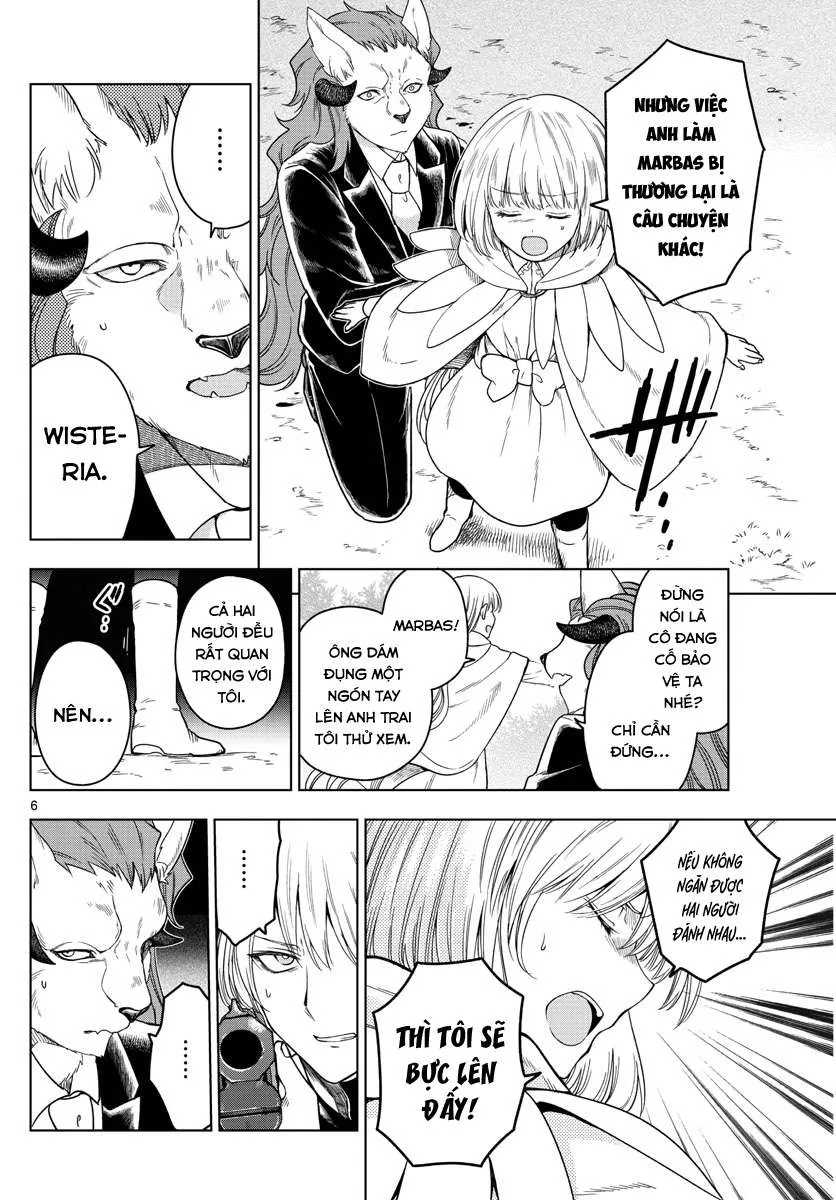 NHƯNG VIỆC
ANH LÀM
MARBAS BỊ
THƯƠNG LẠI LÀ
CÂU CHUYỆN
KHÁC!
......
WISTE-
RIA.
ĐỪNG
NÓI LÀ
CÔ ĐANG
CỐ BẢO
VỆ TA
NHÉ?
CHỈ CẦN
ĐỨNG...
MARBAS!
ÔNG DÁM
ĐỤNG MỘT
NGÓN TAY
LÊN ANH TRAI
TÔI THỬ XEM.
CẢ HAI
NGƯỜI ĐỀU
RẤT QUAN
TRỌNG VỚI
TÔI.
NÊN...
6
NẾU KHÔNG
NGĂN ĐƯỢC
HAI NGƯỜI
ĐÁNH NHAU...
THÌ TÔI SẼ
BỰC LÊN
ĐẤY!
......
......